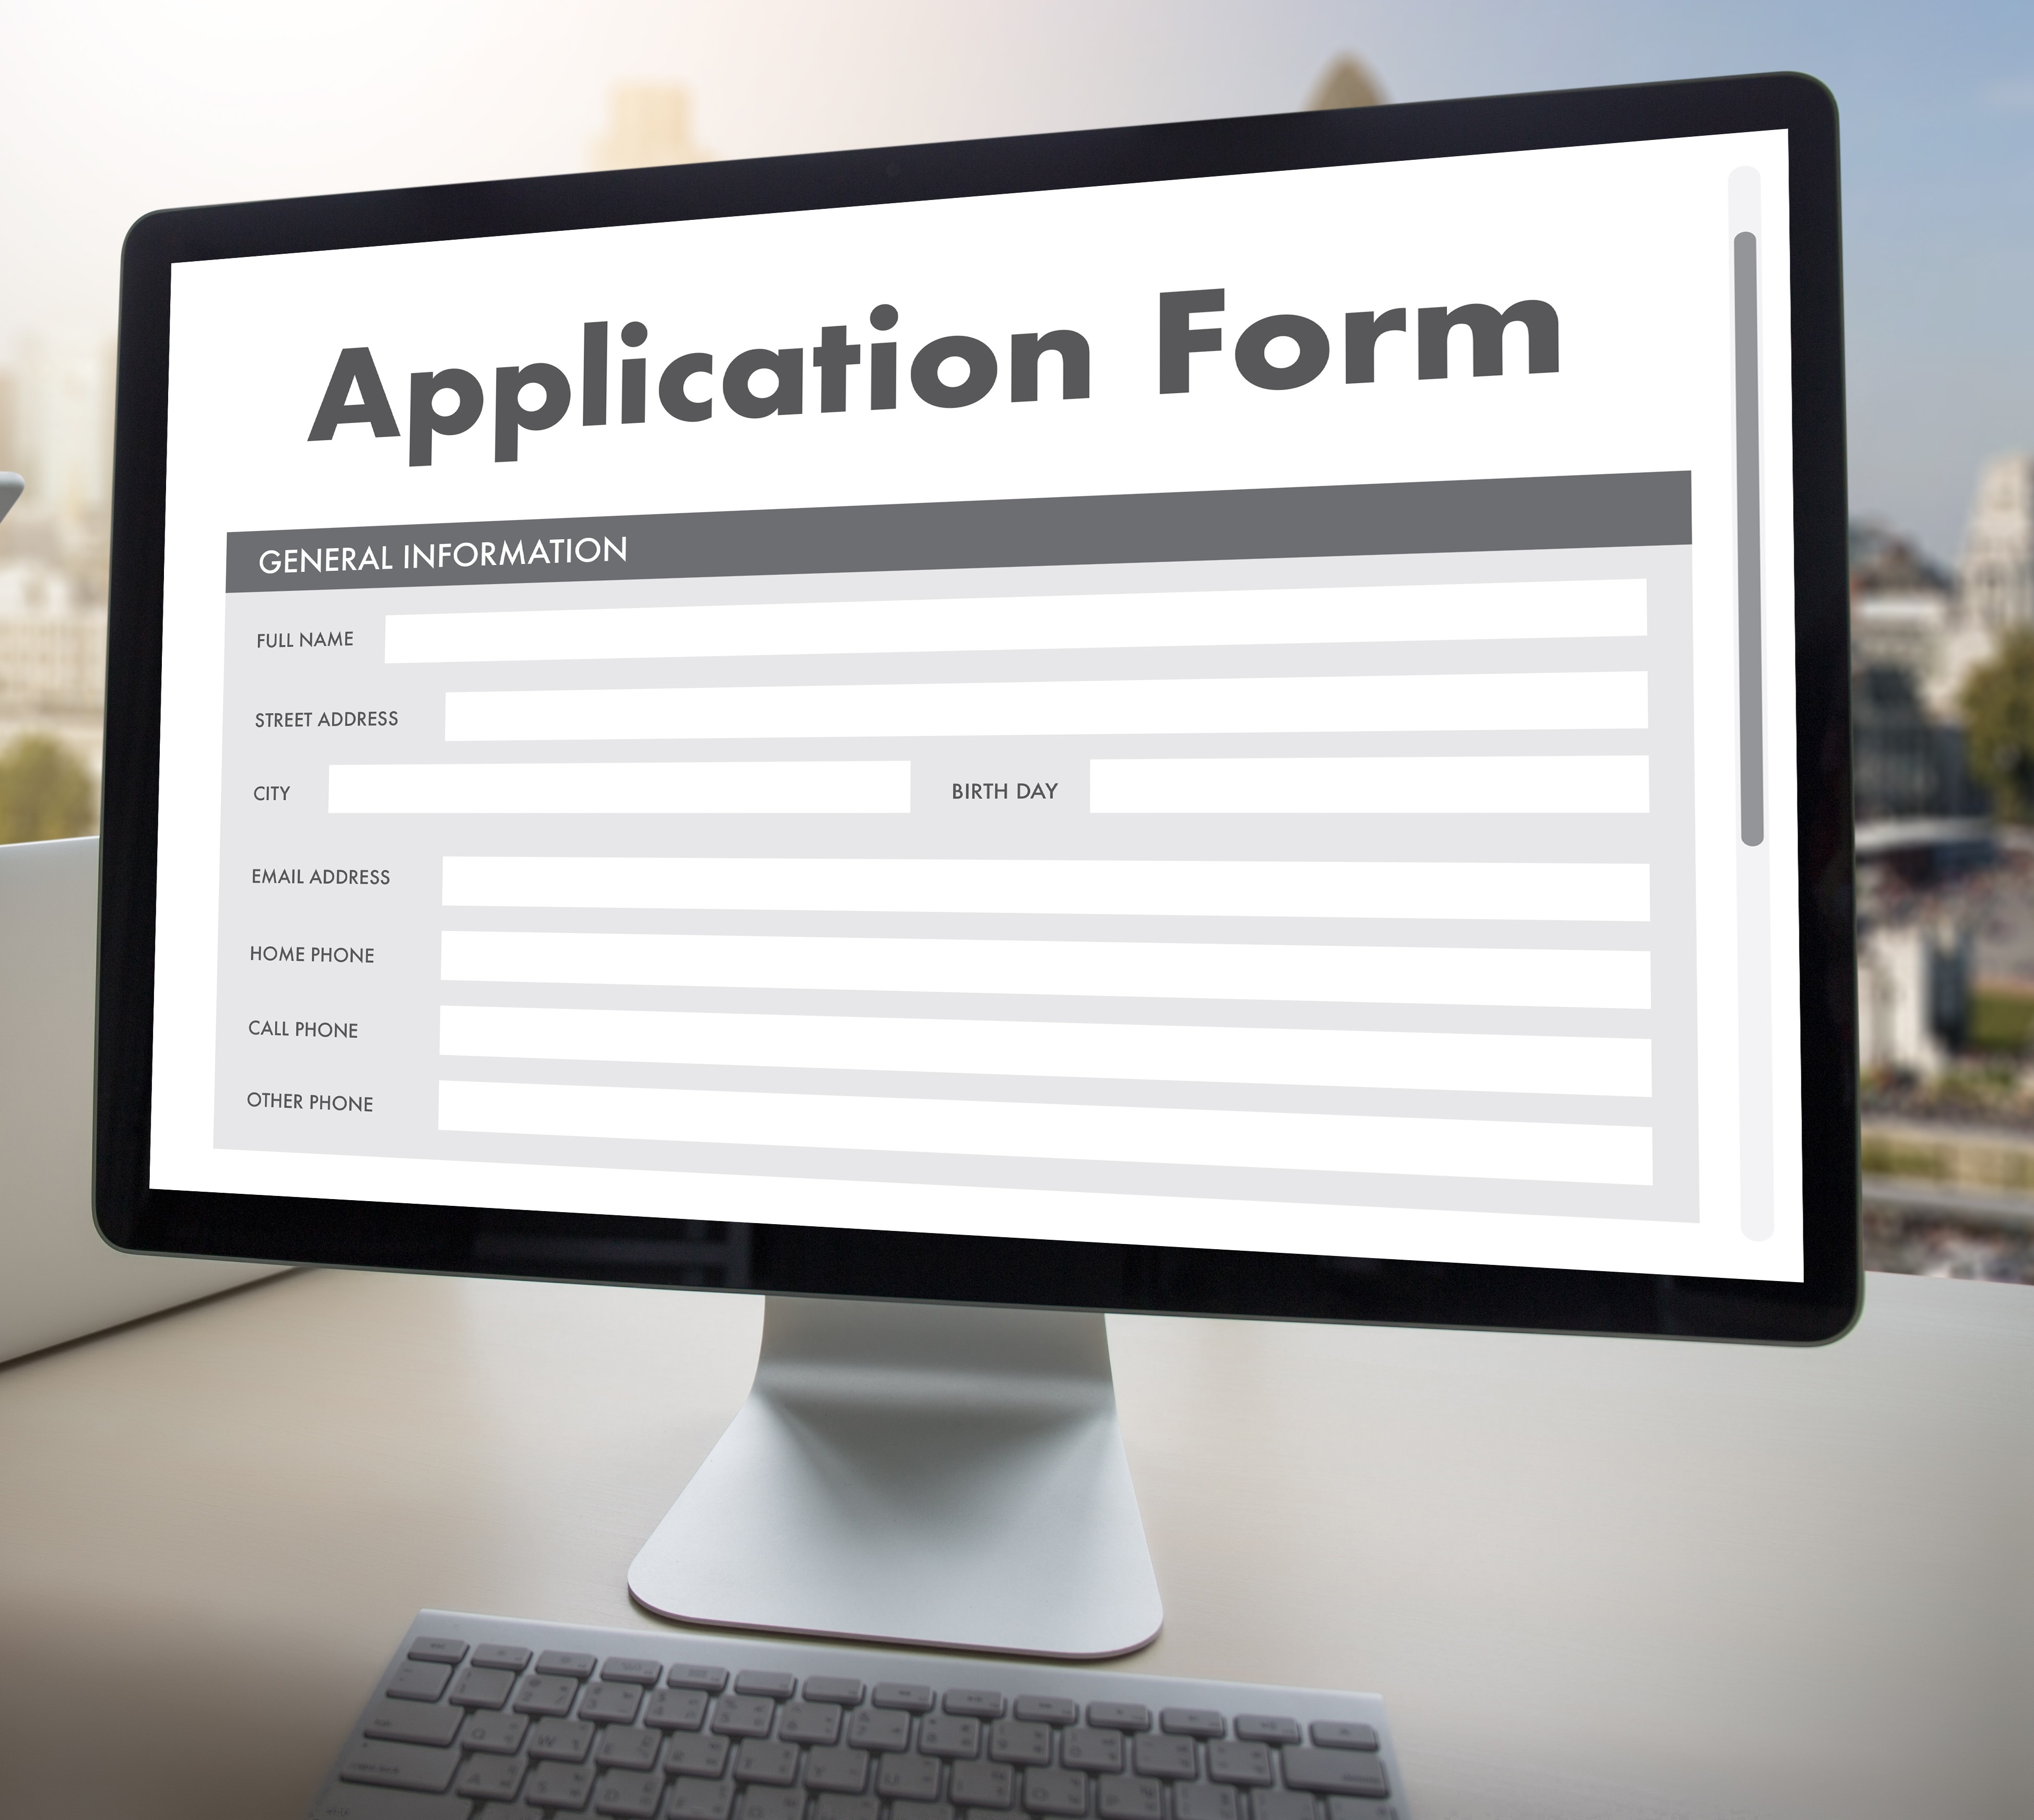 Application Form
GENERAL INFORMATION
FULL NAME
STREET ADDRESS
CITY BIRTH DAY
EMAIL ADDRESS
HOME PHONE
CALL PHONE
OTHER PHONE